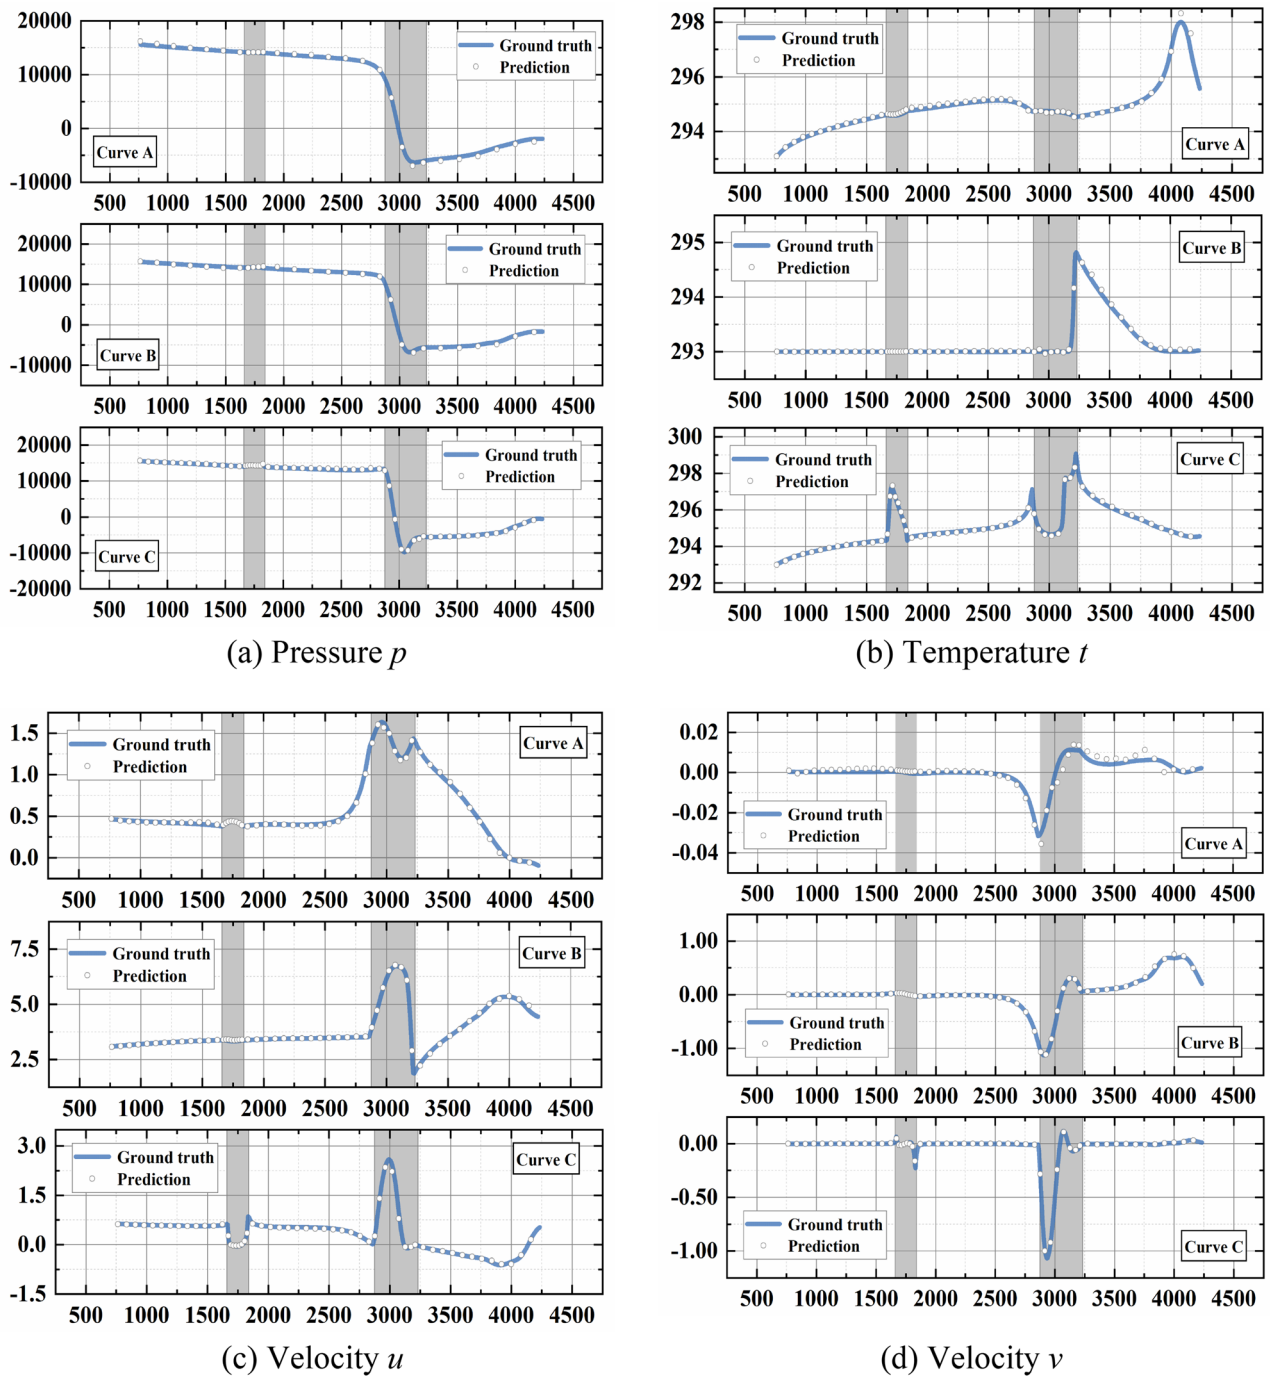 20000
10000
0
-10000
Ground truth
Prediction
Curve A
500 1000 1500 2000 2500 3000 3500 4000 4500
20000
10000
0
-10000
Ground truth
Prediction
Curve B
500 1000 1500 2000 2500 3000 3500 4000 4500
20000
10000
0
-10000
-20000
Ground truth
Prediction
Curve C
500 1000 1500 2000 2500 3000 3500 4000 4500
(a) Pressure p
298
296
294
Ground truth
Prediction
Curve A
500 1000 1500 2000 2500 3000 3500 4000 4500
295
294
293
Ground truth
Prediction
Curve B
500 1000 1500 2000 2500 3000 3500 4000 4500
300
298
296
294
292
Ground truth
Prediction
Curve C
500 1000 1500 2000 2500 3000 3500 4000 4500
(b) Temperature t
1.5
1.0
0.5
0.0
Ground truth
Prediction
Curve A
500 1000 1500 2000 2500 3000 3500 4000 4500
7.5
5.0
2.5
Ground truth
Prediction
Curve B
500 1000 1500 2000 2500 3000 3500 4000 4500
3.0
1.5
0.0
-1.5
Ground truth
Prediction
Curve C
500 1000 1500 2000 2500 3000 3500 4000 4500
(c) Velocity u
0.02
0.00
-0.02
-0.04
Ground truth
Prediction
Curve A
500 1000 1500 2000 2500 3000 3500 4000 4500
1.00
0.00
-1.00
Ground truth
Prediction
Curve B
500 1000 1500 2000 2500 3000 3500 4000 4500
0.00
-0.50
-1.00
Ground truth
Prediction
Curve C
500 1000 1500 2000 2500 3000 3500 4000 4500
(d) Velocity v